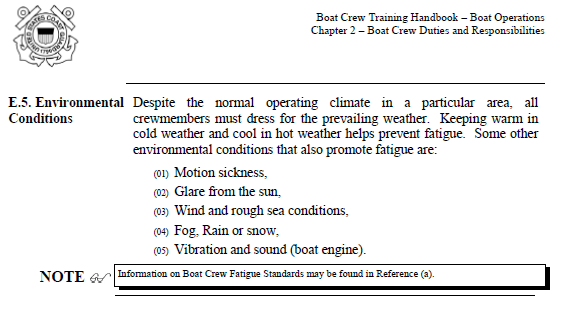 Boat Crew Training Handbook – Boat Operations
Chapter 2 – Boat Crew Duties and Responsibilities
E.5. Environmental Conditions
Despite the normal operating climate in a particular area, all
crewmembers must dress for the prevailing weather. Keeping warm in
cold weather and cool in hot weather helps prevent fatigue. Some other
environmental conditions that also promote fatigue are:
(01) Motion sickness,
(02) Glare from the sun,
(03) Wind and rough sea conditions,
(04) Fog, Rain or snow,
(05) Vibration and sound (boat engine).
NOTE Information on Boat Crew Fatigue Standards may be found in Reference (a).